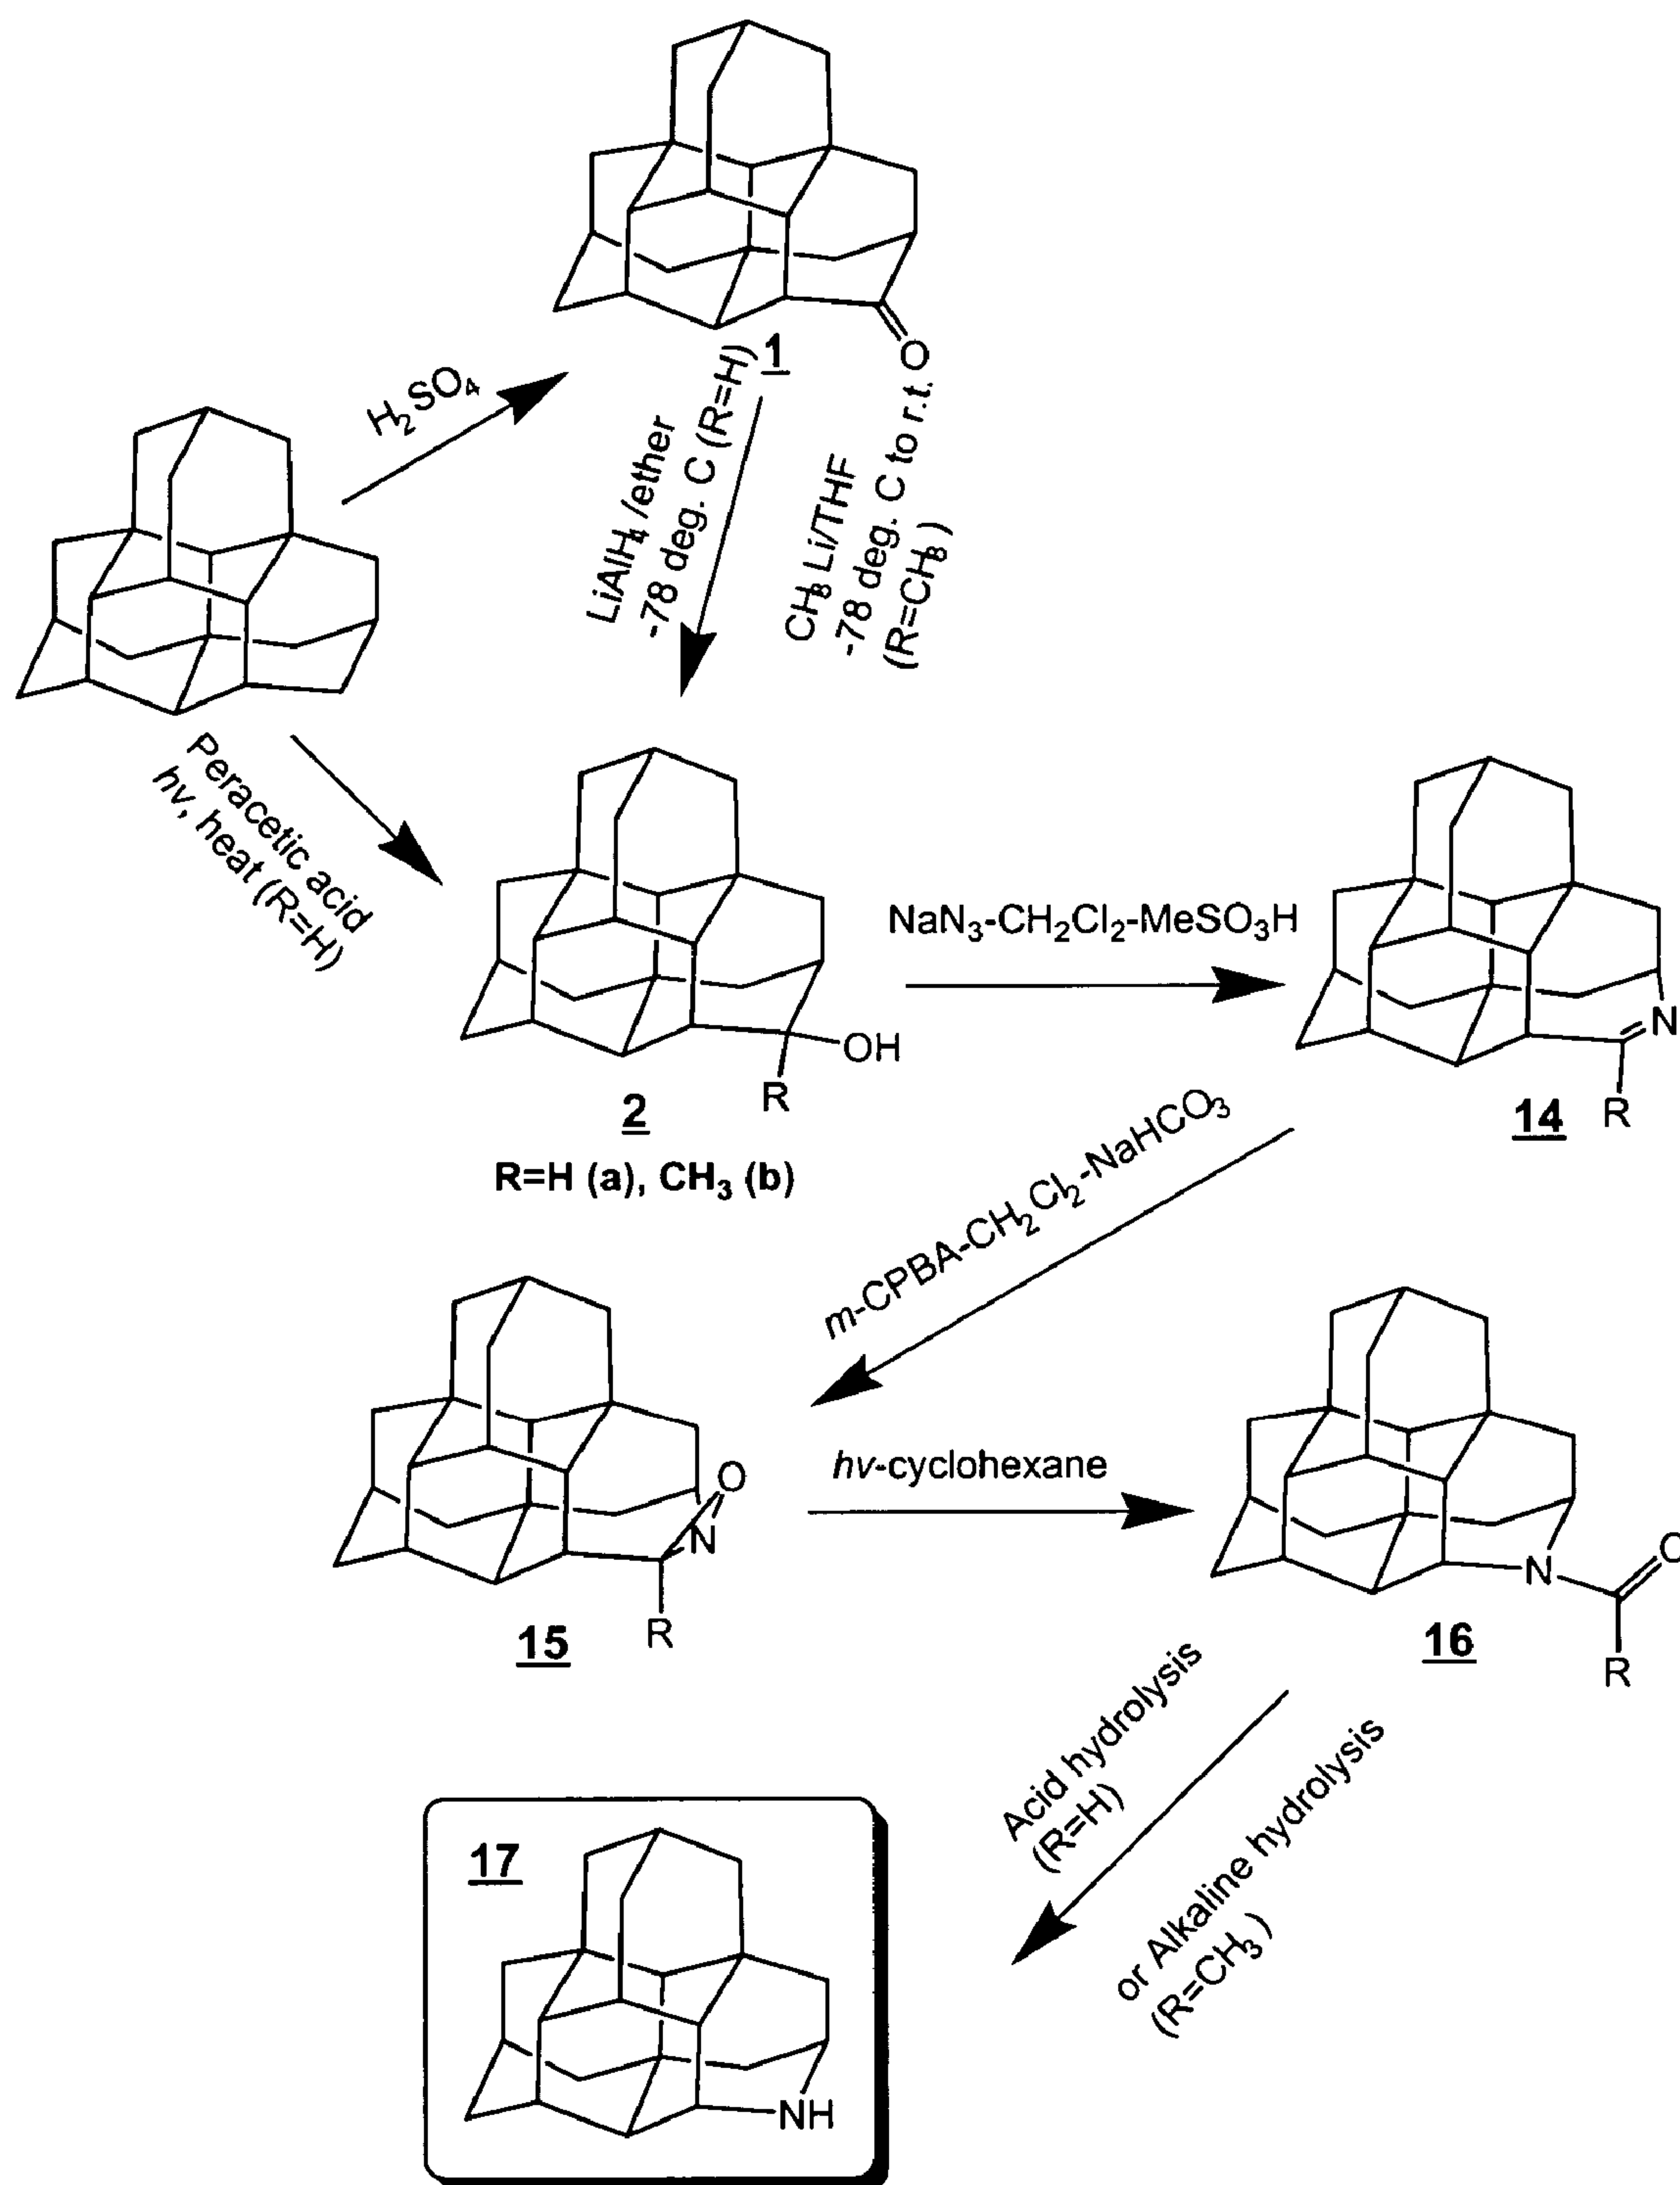 O
1
H₂SO₄
LiAlH₄ /ether
-78 deg. C (R=H)
CH₃ Li/THF
-78 deg. C to r.t.
(R=CH₃)
Peracetic acid
hv, heat (R=H)
OH
R
2
R=H (a), CH₃ (b)
NaN₃-CH₂Cl₂-MeSO₃H
N
R
14
m-CPBA-CH₂Cl₂-NaHCO₃
O
N
R
15
hv-cyclohexane
N
O
R
16
Acid hydrolysis
(R=H)
or Alkaline hydrolysis
(R=CH₃)
17
NH